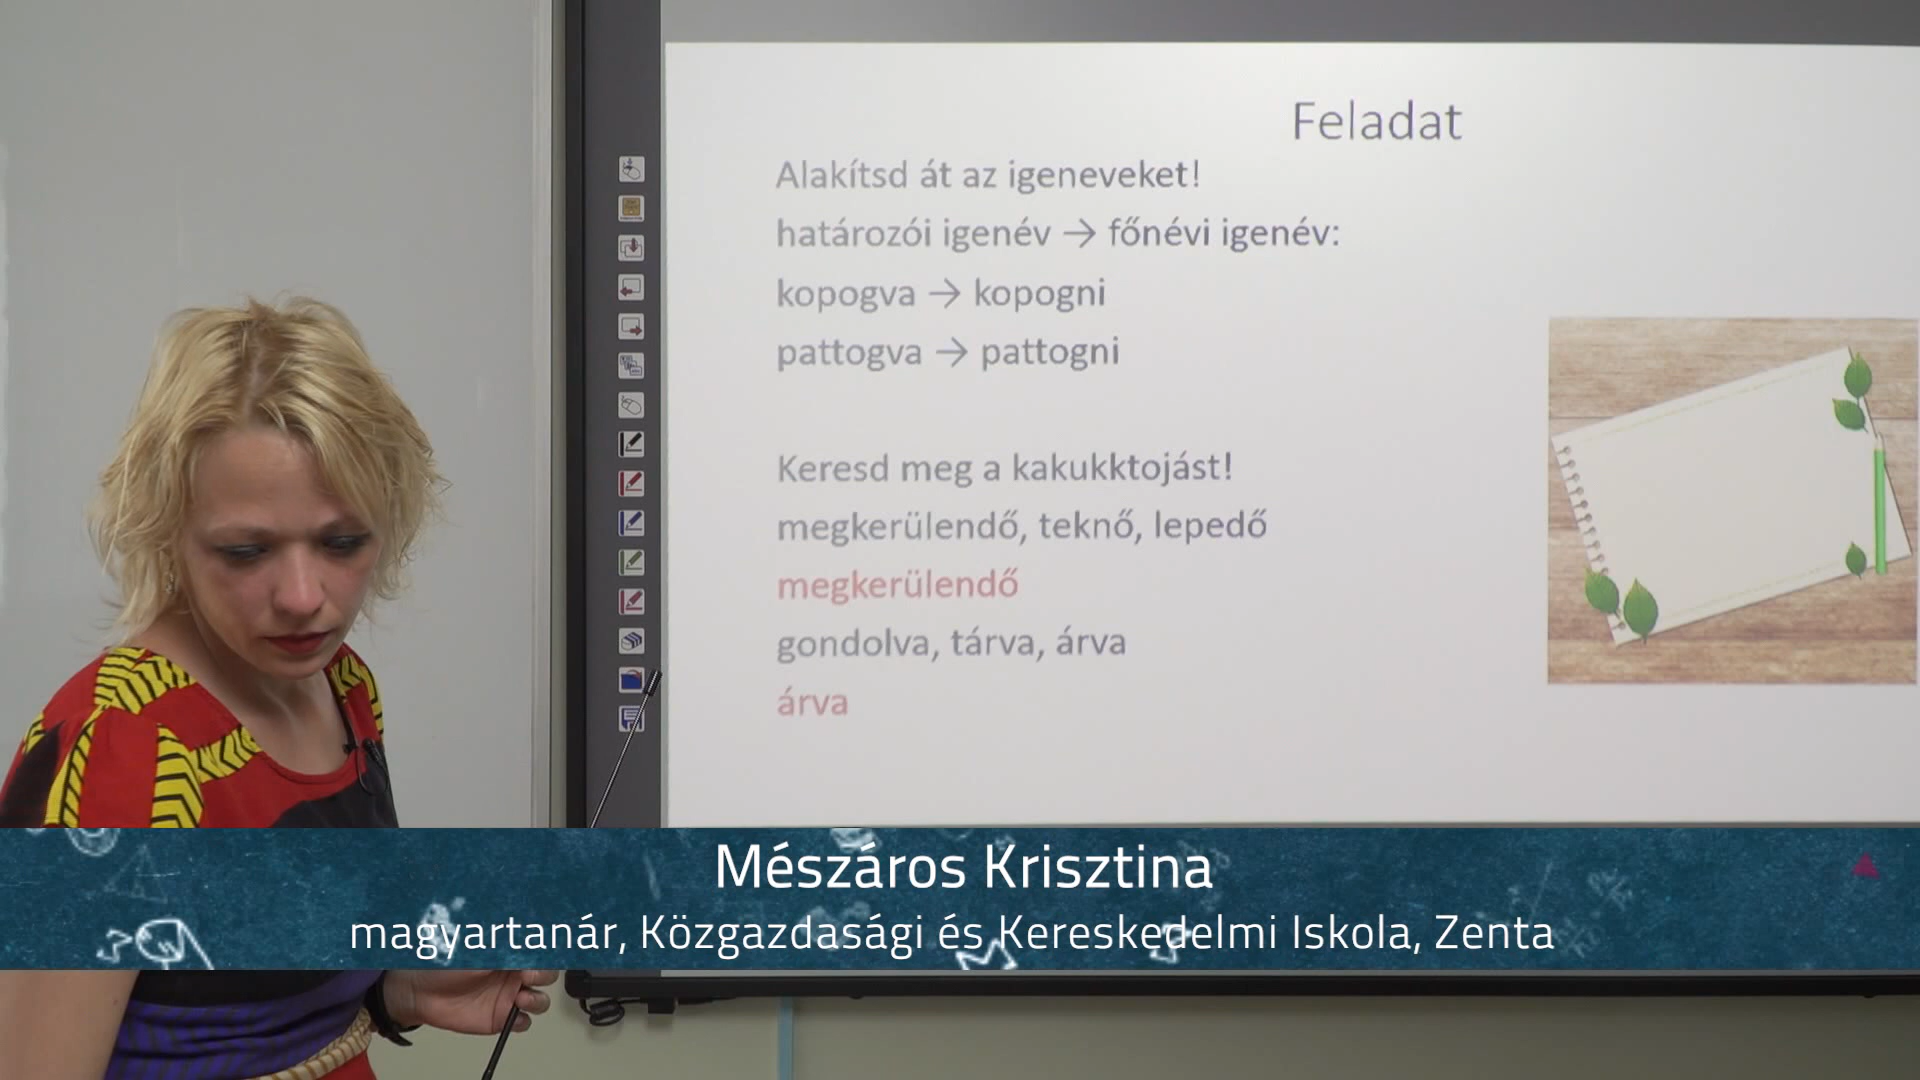 Feladat
Alakítsd át az igeneveket!
határozói igenév → főnévi igenév:
kopogva → kopogni
pattogva → pattogni
Keresd meg a kakukktojást!
megkerülendő, teknő, lepedő
megkerülendő
gondolva, tárva, árva
árva
Mészáros Krisztina
magyartanár, Közgazdasági és Kereskedelmi Iskola, Zenta